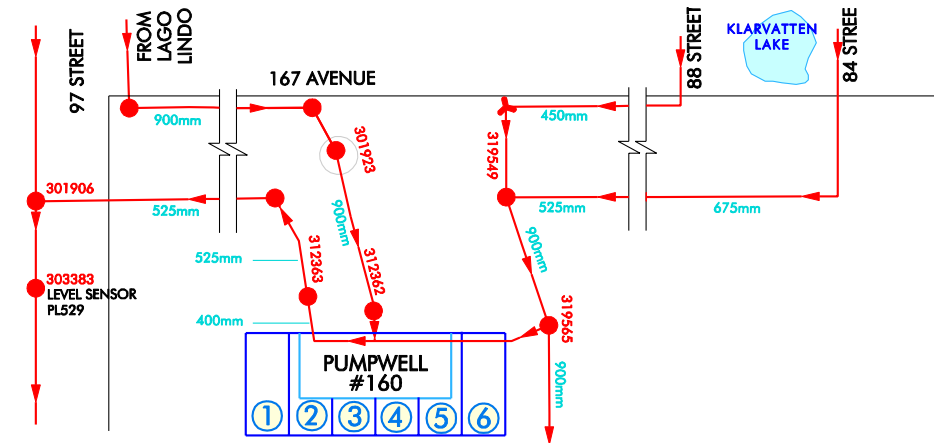 97 STREET
FROM
LAGO
LINDO
167 AVENUE
88 STREET
KLARVATTEN
LAKE
84 STREE
900mm
301923
319549
450mm
301906
525mm
900mm
525mm
675mm
525mm
312363
312362
900mm
303383
LEVEL SENSOR
PL529
400mm
319565
PUMPWELL
#160
900mm
1 2 3 4 5 6